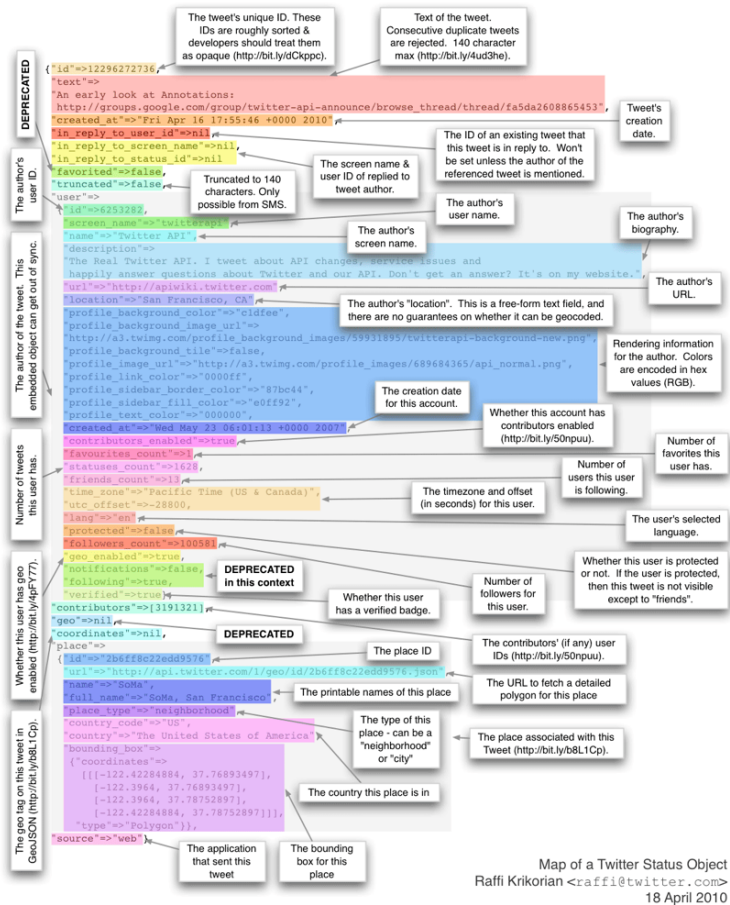 The tweet's unique ID. These
IDs are roughly sorted &
developers should treat them
as opaque (http://bit.ly/dCkppc).
Text of the tweet.
Consecutive duplicate tweets
are rejected. 140 character
max (http://bit.ly/4ud3he).
DEPRECATED
{"id"=>12296272736,
"text"=>
"An early look at Annotations:
http://groups.google.com/group/twitter-api-announce/browse_thread/thread/fa5da2608865453",
"created_at"=>"Fri Apr 16 17:55:46 +0000 2010",
Tweet's
creation
date.
"in_reply_to_user_id"=>nil,
"in_reply_to_screen_name"=>nil,
"in_reply_to_status_id"=>nil
The ID of an existing tweet that
this tweet is in reply to. Won't
be set unless the author of the
referenced tweet is mentioned.
The screen name &
user ID of replied to
tweet author.
"favorited"=>false,
"truncated"=>false,
Truncated to 140
characters. Only
possible from SMS.
The author's
user ID.
"user"=>
{"id"=>6253282,
"screen_name"=>"twitterapi"
The author's
user name.
"name"=>"Twitter API",
The author's
screen name.
"description"=>
"The Real Twitter API. I tweet about API changes, service issues and
happily answer questions about Twitter and our API. Don't get an answer? It's on my website.",
The author's
biography.
"url"=>"http://apiwiki.twitter.com"
The author's
URL.
"location"=>"San Francisco, CA"
The author's "location". This is a free-form text field, and
there are no guarantees on whether it can be geocoded.
The author of the tweet. This
embedded object can get out of sync.
"profile_background_color"=>"c1dfee",
"profile_background_image_url"=>
"http://a3.twimg.com/profile_background_images/59931895/twitterapi-background-new.png",
"profile_background_tile"=>false,
"profile_image_url"=>"http://a3.twimg.com/profile_images/689684365/api_normal.png",
"profile_link_color"=>"0000ff",
"profile_sidebar_border_color"=>"87bc44",
"profile_sidebar_fill_color"=>"e0ff92",
"profile_text_color"=>"000000",
Rendering information
for the author. Colors
are encoded in hex
values (RGB).
"created_at"=>"Wed May 23 06:01:13 +0000 2007",
The creation date
for this account.
"contributors_enabled"=>true,
Whether this account has
contributors enabled
(http://bit.ly/50npuu).
"favourites_count"=>1,
Number of
favorites this
user has.
"statuses_count"=>1628,
Number of tweets
this user has.
"friends_count"=>13,
Number of
users this user
is following.
"time_zone"=>"Pacific Time (US & Canada)",
"utc_offset"=>-28800,
The timezone and offset
(in seconds) for this user.
"lang"=>"en",
The user's selected
language.
"protected"=>false,
Whether this user is protected
or not. If the user is protected,
then this tweet is not visible
except to "friends".
"followers_count"=>100581,
Number of
followers for
this user.
"geo_enabled"=>true,
Whether this user has geo
enabled (http://bit.ly/4pFY77).
"notifications"=>false,
"following"=>true,
DEPRECATED
in this context
"verified"=>true},
Whether this user
has a verified badge.
"contributors"=>[3191321],
The contributors' (if any) user
IDs (http://bit.ly/50npuu).
"geo"=>nil,
DEPRECATED
"coordinates"=>nil,
The geo tag on this tweet in
GeoJSON (http://bit.ly/b8L1Cp).
"place"=>
{"id"=>"2b6ff8c22edd9576",
The place ID
"url"=>"http://api.twitter.com/1/geo/id/2b6ff8c22edd9576.json"
The URL to fetch a detailed
polygon for this place
"name"=>"SoMa",
"full_name"=>"SoMa, San Francisco",
The printable names of this place
"place_type"=>"neighborhood"
The type of this
place - can be a
"neighborhood"
or "city"
The place associated with this
Tweet (http://bit.ly/b8L1Cp).
"country_code"=>"US",
"country"=>"The United States of America"
The country this place is in
"bounding_box"=>
{"coordinates"=>
[[[-122.42284884, 37.76893497],
[-122.3964, 37.76893497],
[-122.3964, 37.78752897],
[-122.42284884, 37.78752897]]],
"type"=>"Polygon"}},
The bounding
box for this
place
"source"=>"web"}
The application
that sent this
tweet
Map of a Twitter Status Object
Raffi Krikorian <raffi@twitter.com>
18 April 2010